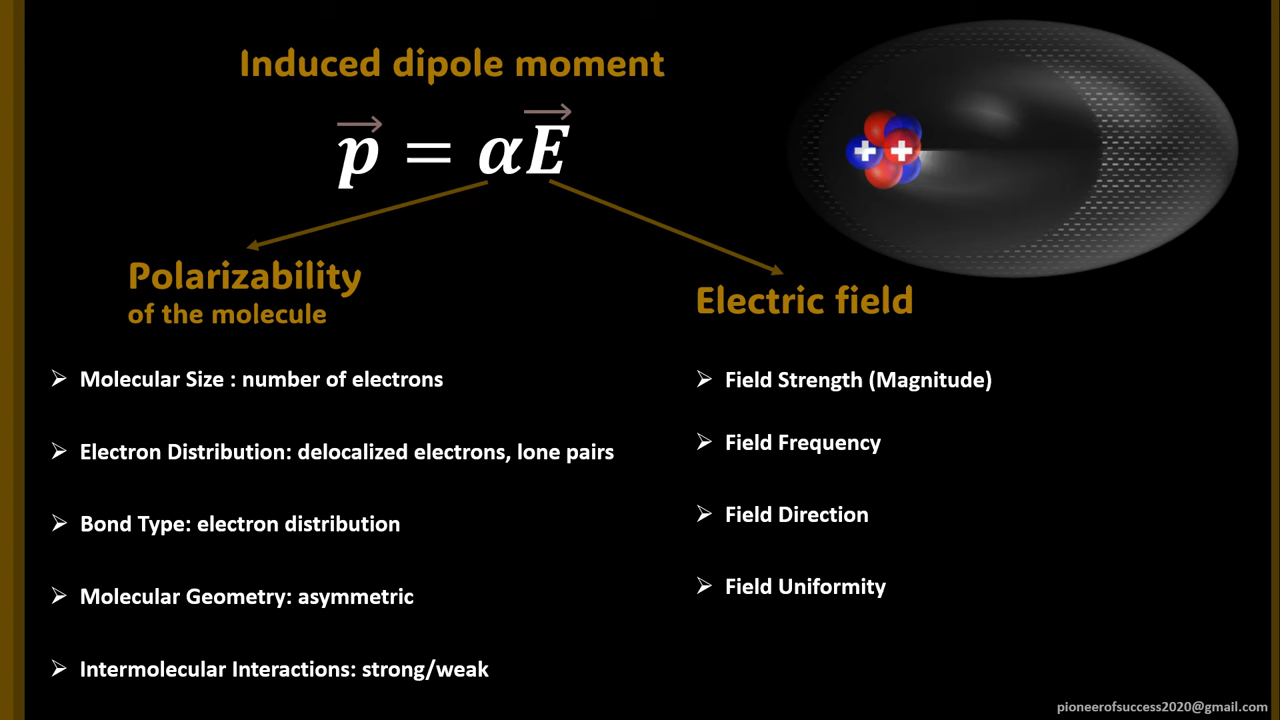 Induced dipole moment
p⃗ = αE⃗
Polarizability
of the molecule
Electric field
➢ Molecular Size : number of electrons
➢ Electron Distribution: delocalized electrons, lone pairs
➢ Bond Type: electron distribution
➢ Molecular Geometry: asymmetric
➢ Intermolecular Interactions: strong/weak
➢ Field Strength (Magnitude)
➢ Field Frequency
➢ Field Direction
➢ Field Uniformity
+ +
pioneerofsuccess2020@gmail.com